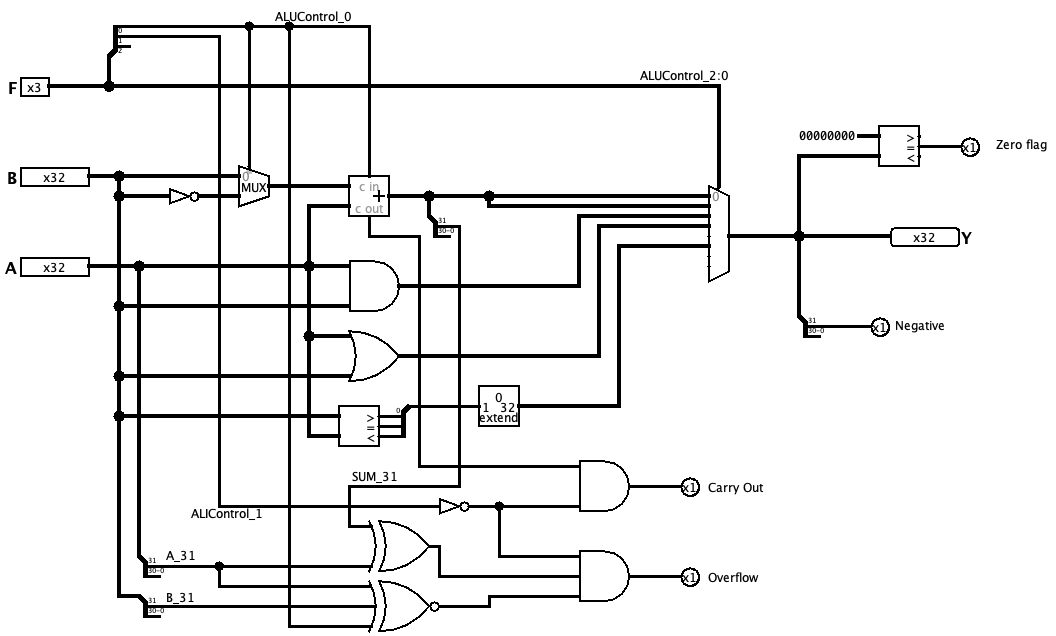 ALUControl_0
0
1
2
ALUControl_2:0
F x3
00000000 > = < x1 Zero flag
B x32
0
MUX
c in
+
c out
0
31
30-0
x32 Y
A x32
31
30-0
x1 Negative
0
1 32
extend
0
>
=
<
SUM_31
x1 Carry Out
ALIControl_1
A_31
31
30-0
x1 Overflow
B_31
31
30-0